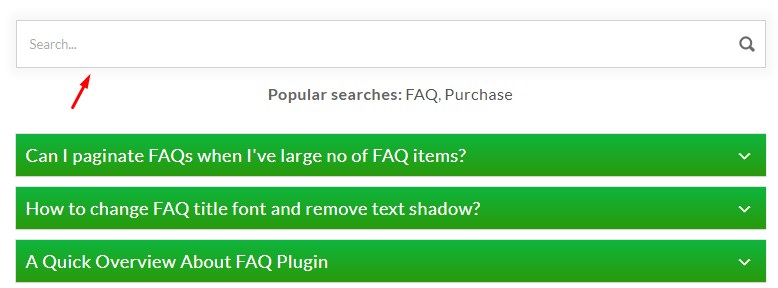 Search...
Popular searches: FAQ, Purchase
Can I paginate FAQs when I've large no of FAQ items?
How to change FAQ title font and remove text shadow?
A Quick Overview About FAQ Plugin